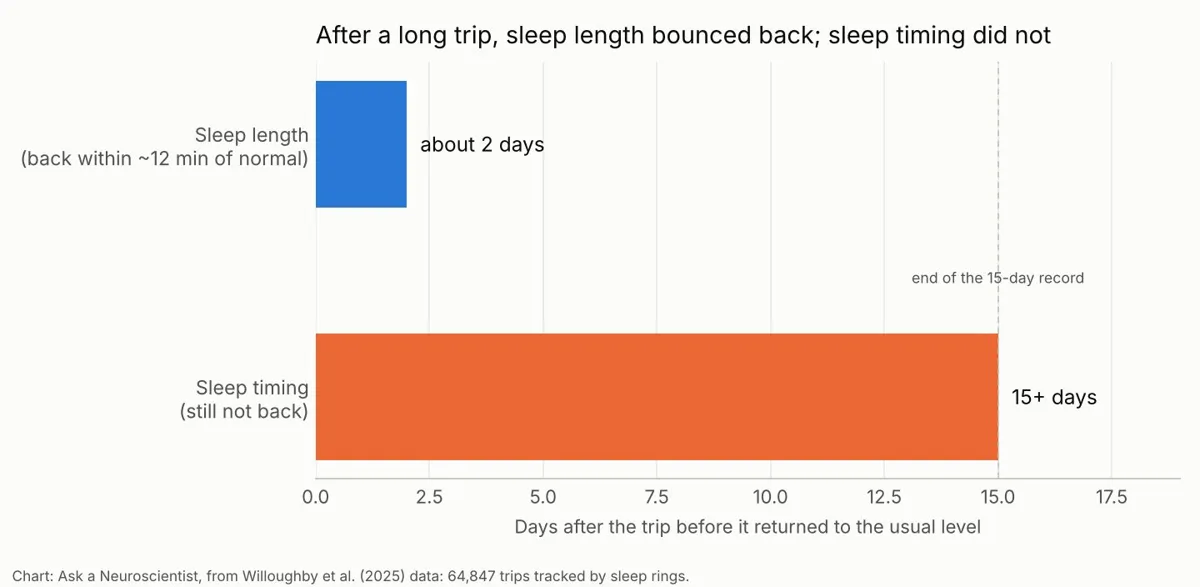 After a long trip, sleep length bounced back; sleep timing did not
Sleep length
(back within ~12 min of normal)
about 2 days
end of the 15-day record
Sleep timing
(still not back)
15+ days
0.0 2.5 5.0 7.5 10.0 12.5 15.0 17.5
Days after the trip before it returned to the usual level
Chart: Ask a Neuroscientist, from Willoughby et al. (2025) data: 64,847 trips tracked by sleep rings.